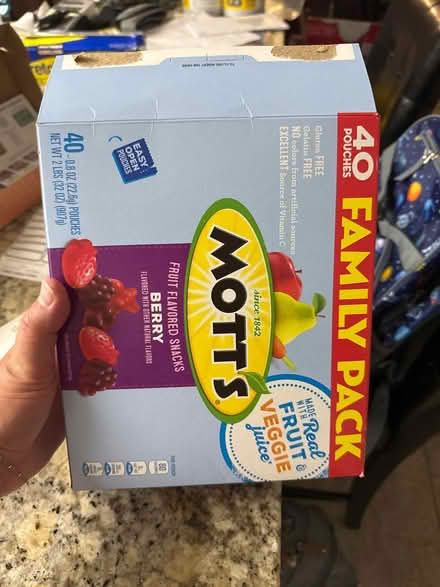 40
POUCHES
FAMILY PACK
Gluten FREE
Gelatin FREE
NO colors from artificial sources
EXCELLENT Source of Vitamin C
since 1842
MOTT'S
MADE WITH Real
FRUIT &
VEGGIE
juice
EASY
OPEN
POUCHES
FRUIT FLAVORED SNACKS
BERRY
FLAVORED WITH OTHER NATURAL FLAVORS
40 - 0.8 OZ (22.6g) POUCHES
NET WT 2 LBS (32 OZ) (907g)